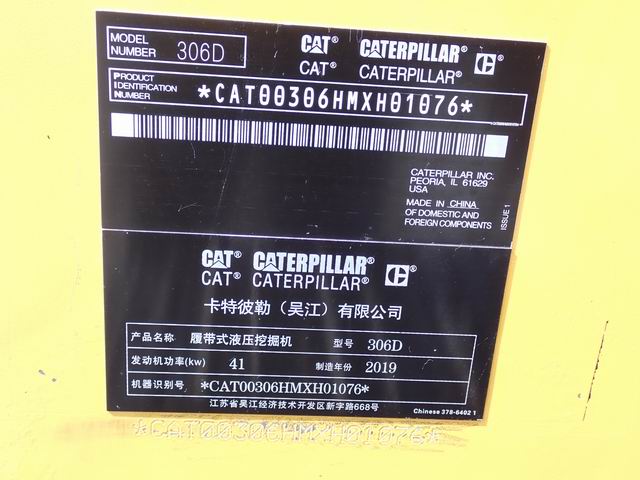 MODEL NUMBER 306D
CAT® CATERPILLAR® C
CAT® CATERPILLAR®
PRODUCT IDENTIFICATION NUMBER *CAT00306HMXH01076*
CATERPILLAR INC.
PEORIA, IL 61629
USA
MADE IN CHINA
OF DOMESTIC AND
FOREIGN COMPONENTS
ISSUE 1
CAT® CATERPILLAR® C
CAT® CATERPILLAR®
卡特彼勒（吴江）有限公司
产品名称 履带式液压挖掘机 型号 306D
发动机功率(kw) 41 制造年份 2019
机器识别号 *CAT00306HMXH01076*
江苏省吴江经济技术开发区新字路668号
Chinese 378-6402 1
*CAT00306HMXH01076*